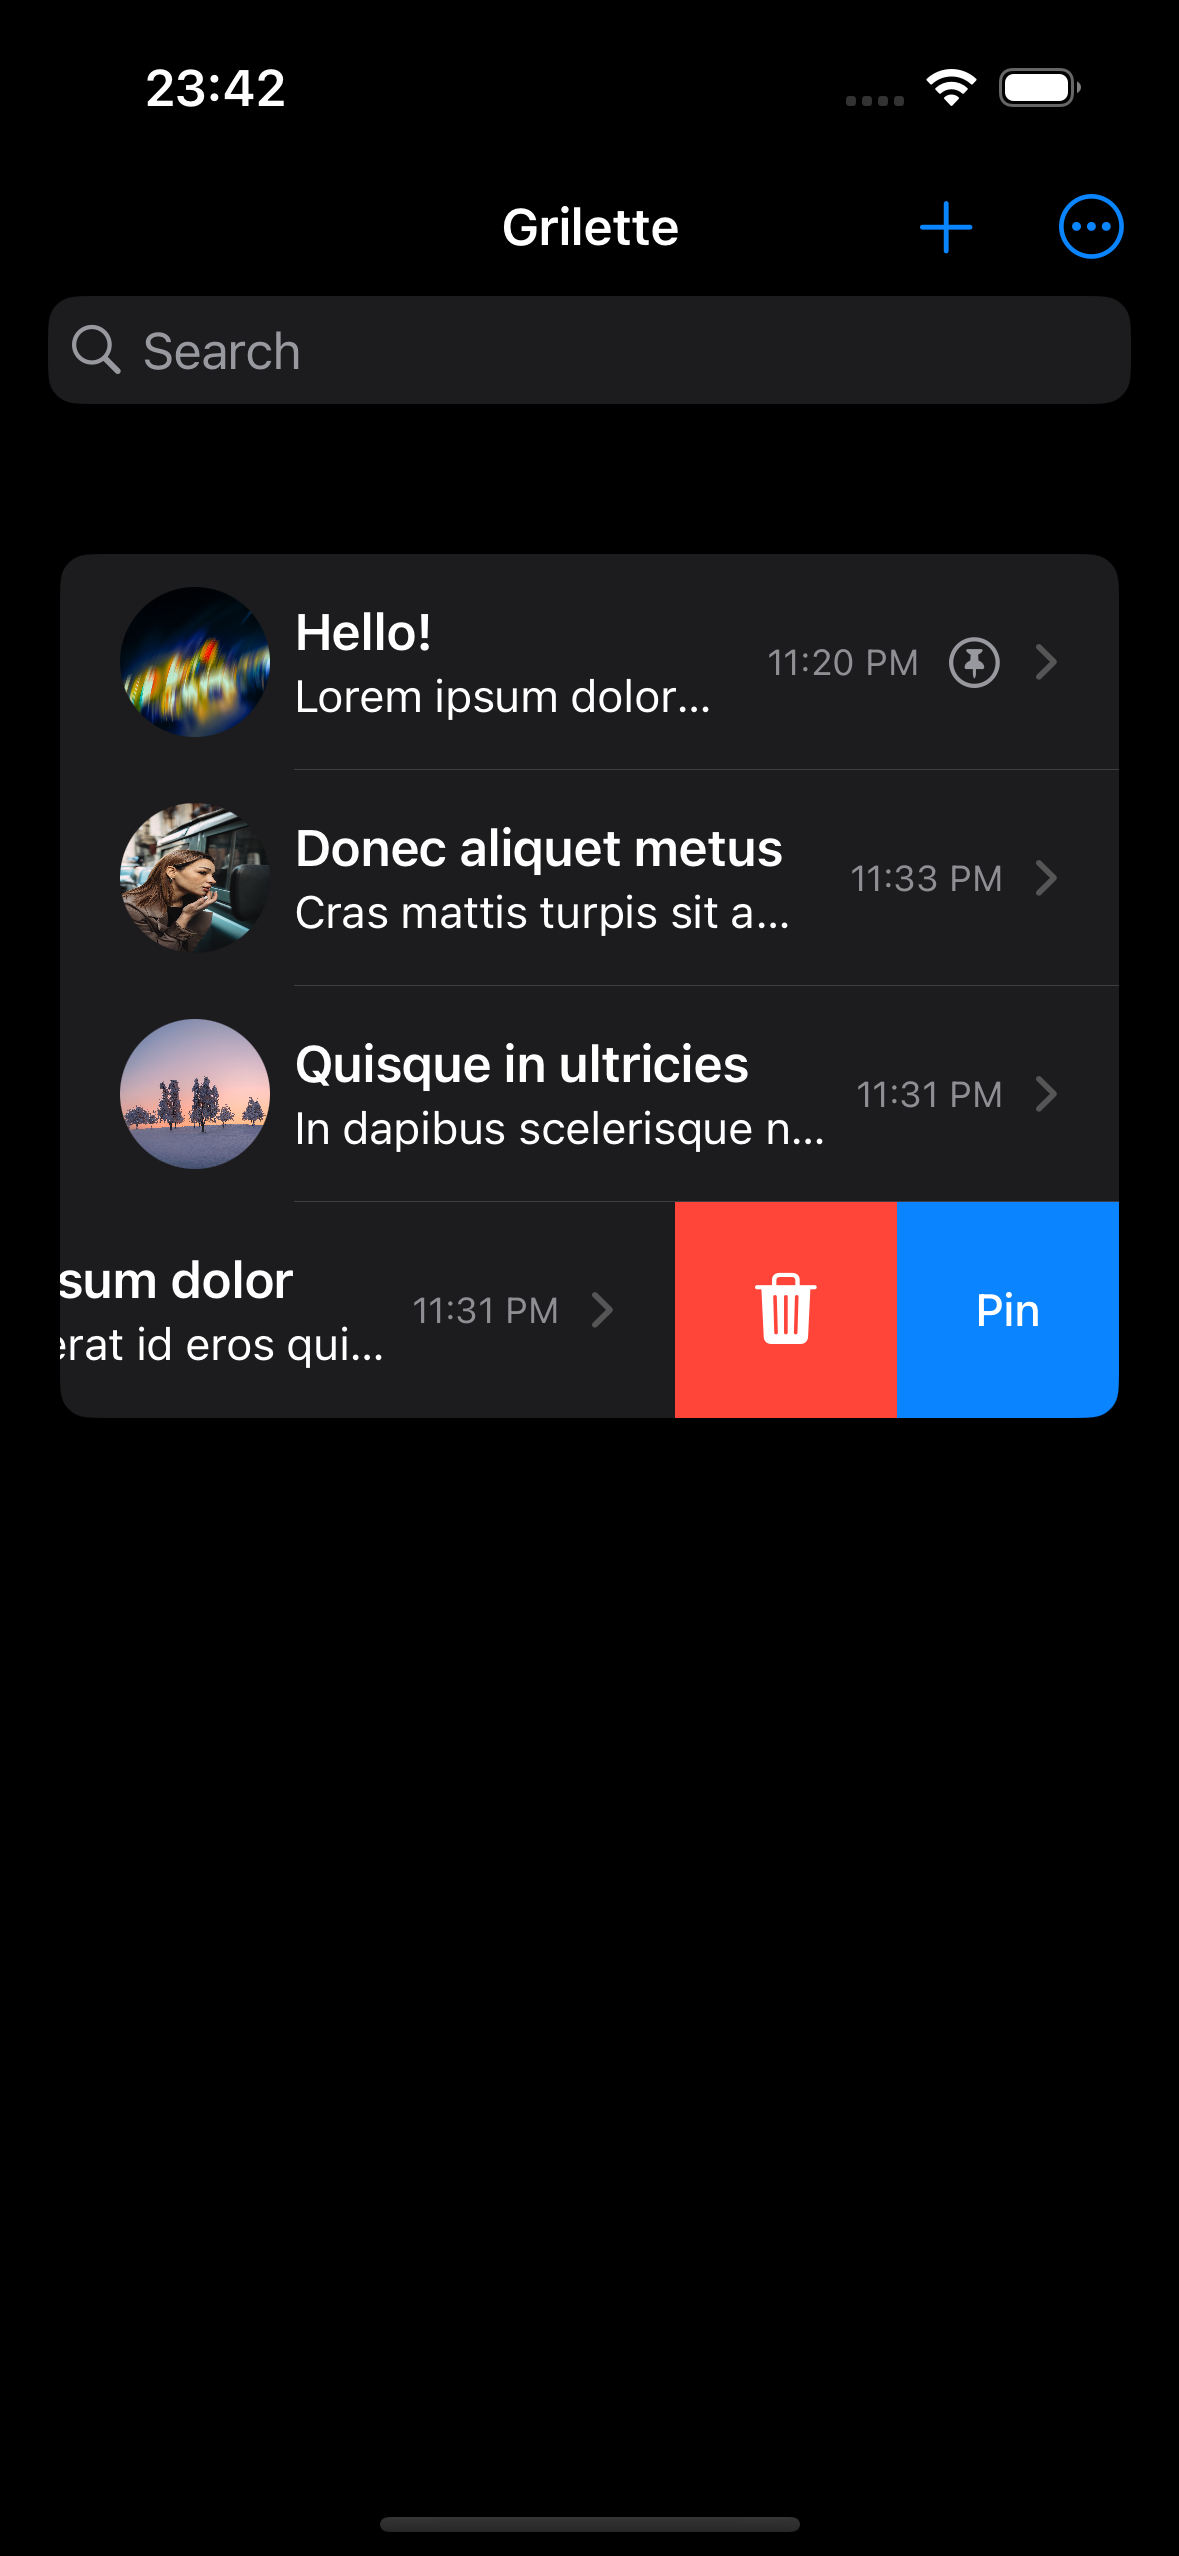 23:42
Grilette
Search
Hello!
Lorem ipsum dolor...
11:20 PM
Donec aliquet metus
Cras mattis turpis sit a...
11:33 PM
Quisque in ultricies
In dapibus scelerisque n...
11:31 PM
sum dolor
erat id eros qui...
11:31 PM
Pin